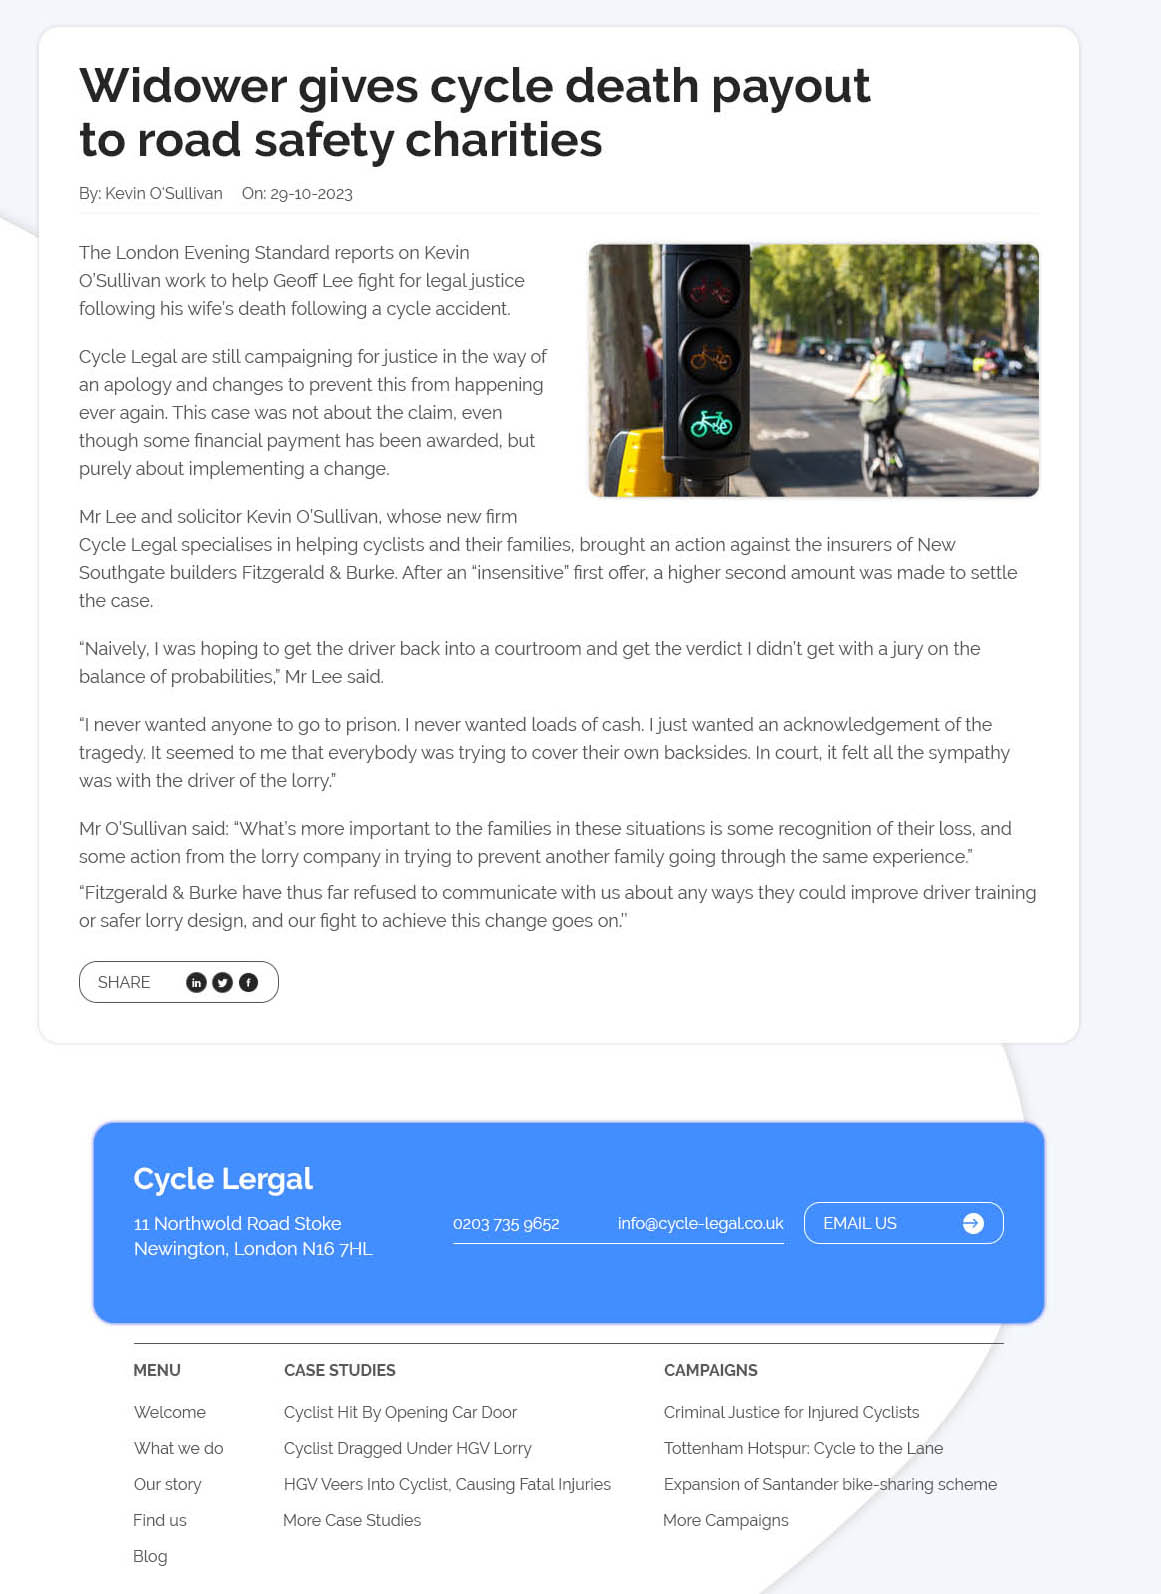 Widower gives cycle death payout
to road safety charities
By: Kevin O'Sullivan On: 29-10-2023
The London Evening Standard reports on Kevin
O'Sullivan work to help Geoff Lee fight for legal justice
following his wife's death following a cycle accident.
Cycle Legal are still campaigning for justice in the way of
an apology and changes to prevent this from happening
ever again. This case was not about the claim, even
though some financial payment has been awarded, but
purely about implementing a change.
Mr Lee and solicitor Kevin O'Sullivan, whose new firm
Cycle Legal specialises in helping cyclists and their families, brought an action against the insurers of New
Southgate builders Fitzgerald & Burke. After an “insensitive” first offer, a higher second amount was made to settle
the case.
“Naively, I was hoping to get the driver back into a courtroom and get the verdict I didn't get with a jury on the
balance of probabilities,” Mr Lee said.
“I never wanted anyone to go to prison. I never wanted loads of cash. I just wanted an acknowledgement of the
tragedy. It seemed to me that everybody was trying to cover their own backsides. In court, it felt all the sympathy
was with the driver of the lorry.”
Mr O'Sullivan said: “What's more important to the families in these situations is some recognition of their loss, and
some action from the lorry company in trying to prevent another family going through the same experience.”
“Fitzgerald & Burke have thus far refused to communicate with us about any ways they could improve driver training
or safer lorry design, and our fight to achieve this change goes on.''
SHARE
Cycle Lergal
11 Northwold Road Stoke
Newington, London N16 7HL
0203 735 9652
info@cycle-legal.co.uk
EMAIL US
MENU
Welcome
What we do
Our story
Find us
Blog
CASE STUDIES
Cyclist Hit By Opening Car Door
Cyclist Dragged Under HGV Lorry
HGV Veers Into Cyclist, Causing Fatal Injuries
More Case Studies
CAMPAIGNS
Criminal Justice for Injured Cyclists
Tottenham Hotspur: Cycle to the Lane
Expansion of Santander bike-sharing scheme
More Campaigns